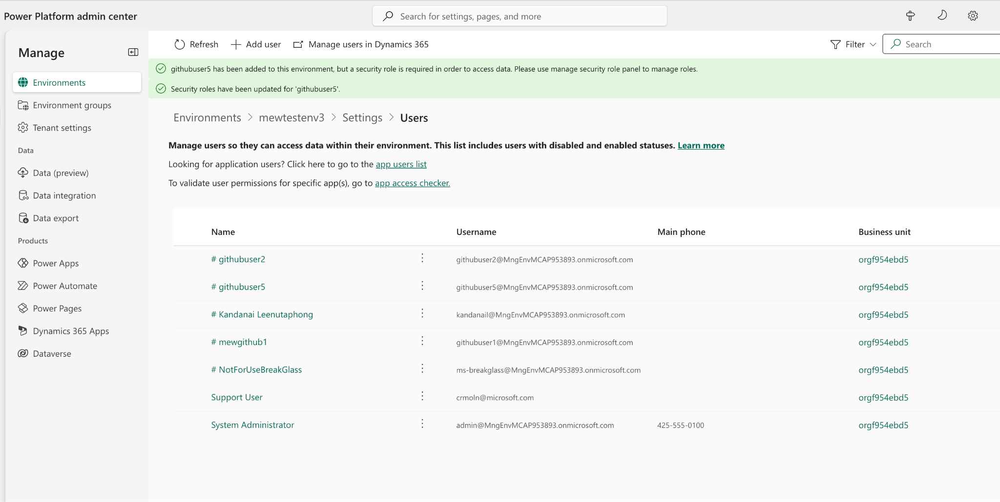 Power Platform admin center
Search for settings, pages, and more
Manage
Environments
Environment groups
Tenant settings
Data
Data (preview)
Data integration
Data export
Products
Power Apps
Power Automate
Power Pages
Dynamics 365 Apps
Dataverse
Refresh Add user Manage users in Dynamics 365 Filter Search
githubuser5 has been added to this environment, but a security role is required in order to access data. Please use manage security role panel to manage roles.
Security roles have been updated for 'githubuser5'.
Environments > mewtestenv3 > Settings > Users
Manage users so they can access data within their environment. This list includes users with disabled and enabled statuses. Learn more
Looking for application users? Click here to go to the app users list
To validate user permissions for specific app(s), go to app access checker.
Name Username Main phone Business unit
# githubuser2 githubuser2@MngEnvMCAP953893.onmicrosoft.com orgf954ebd5
# githubuser5 githubuser5@MngEnvMCAP953893.onmicrosoft.com orgf954ebd5
# Kandanai Leenutaphong kandanail@MngEnvMCAP953893.onmicrosoft.com orgf954ebd5
# mewgithub1 githubuser1@MngEnvMCAP953893.onmicrosoft.com orgf954ebd5
# NotForUseBreakGlass ms-breakglass@MngEnvMCAP953893.onmicrosoft.com orgf954ebd5
Support User crmoln@microsoft.com orgf954ebd5
System Administrator admin@MngEnvMCAP953893.onmicrosoft.com 425-555-0100 orgf954ebd5